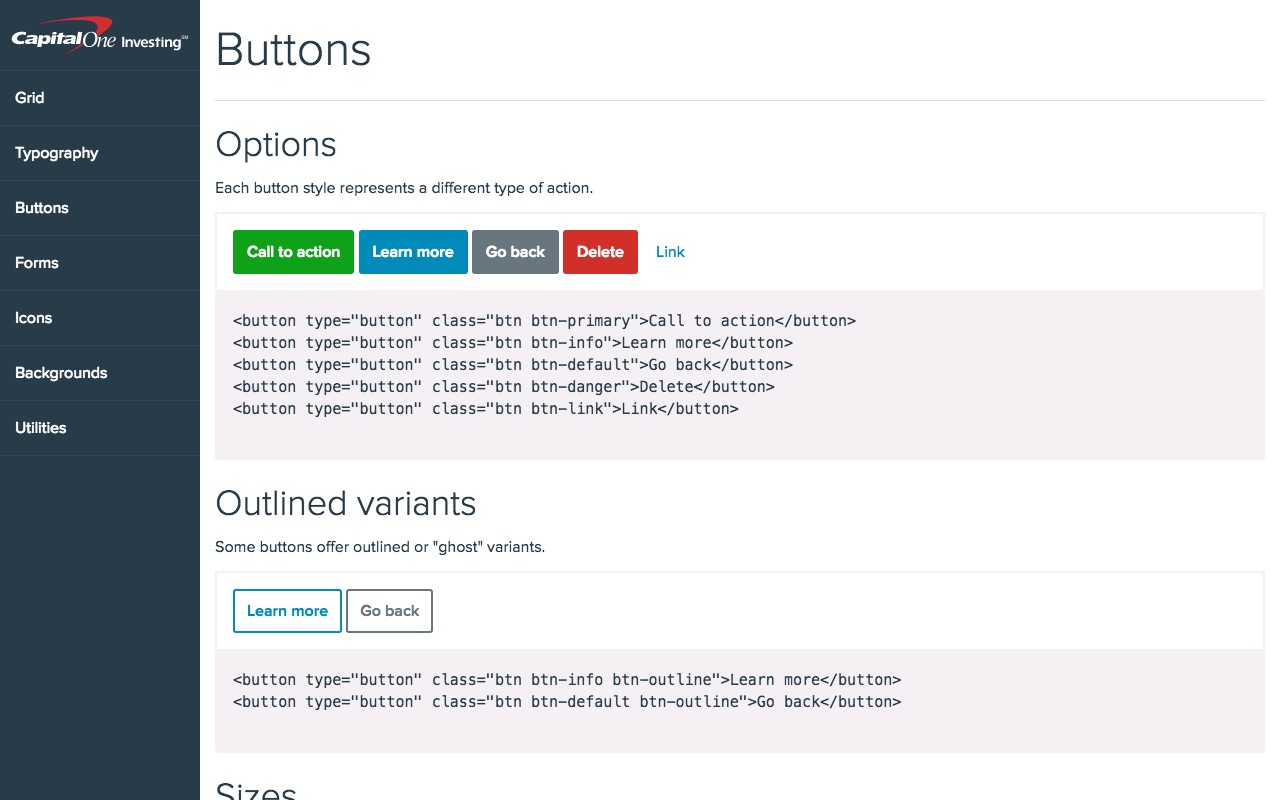 CapitalOne Investing℠
Grid
Typography
Buttons
Forms
Icons
Backgrounds
Utilities
Buttons
Options
Each button style represents a different type of action.
Call to action Learn more Go back Delete Link
<button type="button" class="btn btn-primary">Call to action</button>
<button type="button" class="btn btn-info">Learn more</button>
<button type="button" class="btn btn-default">Go back</button>
<button type="button" class="btn btn-danger">Delete</button>
<button type="button" class="btn btn-link">Link</button>
Outlined variants
Some buttons offer outlined or "ghost" variants.
Learn more Go back
<button type="button" class="btn btn-info btn-outline">Learn more</button>
<button type="button" class="btn btn-default btn-outline">Go back</button>
Sizes